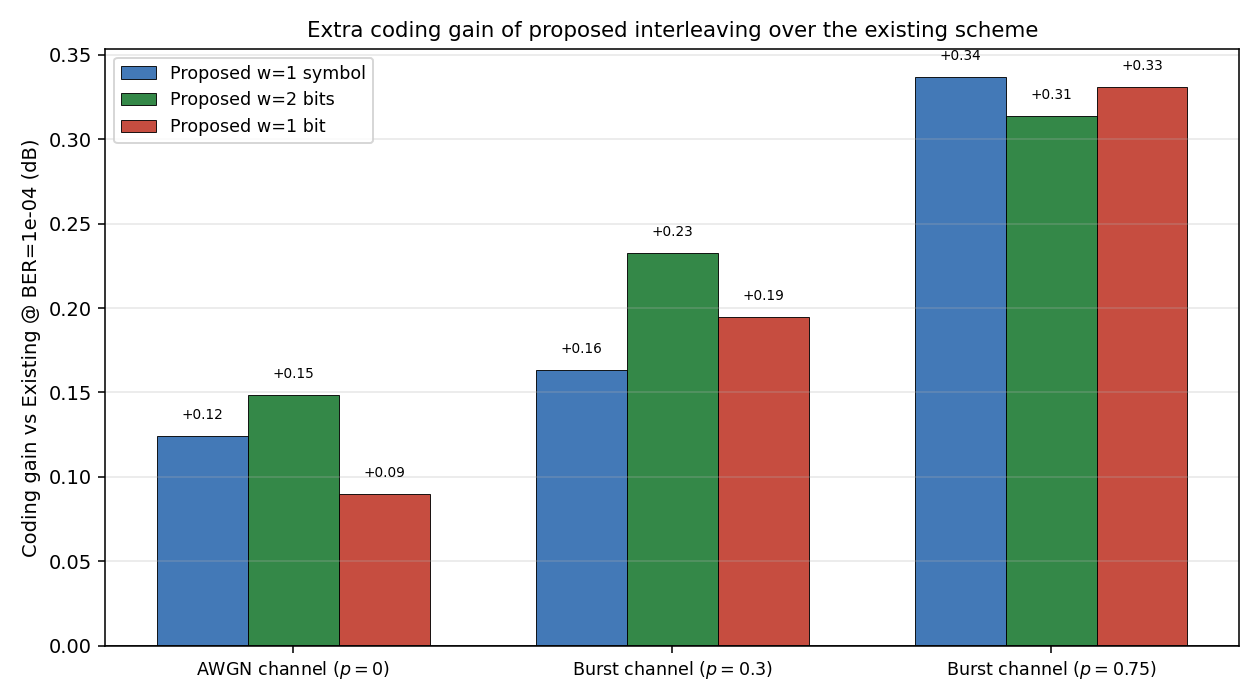 Extra coding gain of proposed interleaving over the existing scheme
Coding gain vs Existing @ BER=1e-04 (dB)
0.35
0.30
0.25
0.20
0.15
0.10
0.05
0.00
Proposed w=1 symbol
Proposed w=2 bits
Proposed w=1 bit
+0.12
+0.15
+0.09
+0.16
+0.23
+0.19
+0.34
+0.31
+0.33
AWGN channel (p = 0)
Burst channel (p = 0.3)
Burst channel (p = 0.75)